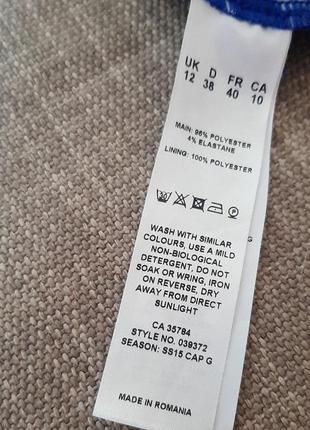 UK D FR CA
12 38 40 10
MAIN: 96% POLYESTER
4% ELASTANE
LINING: 100% POLYESTER
WASH WITH SIMILAR
COLOURS, USE A MILD
NON-BIOLOGICAL
DETERGENT, DO NOT
SOAK OR WRING, IRON
ON REVERSE, DRY
AWAY FROM DIRECT
SUNLIGHT
CA 35784
STYLE NO. 039372
SEASON: SS15 CAP G
MADE IN ROMANIA
G